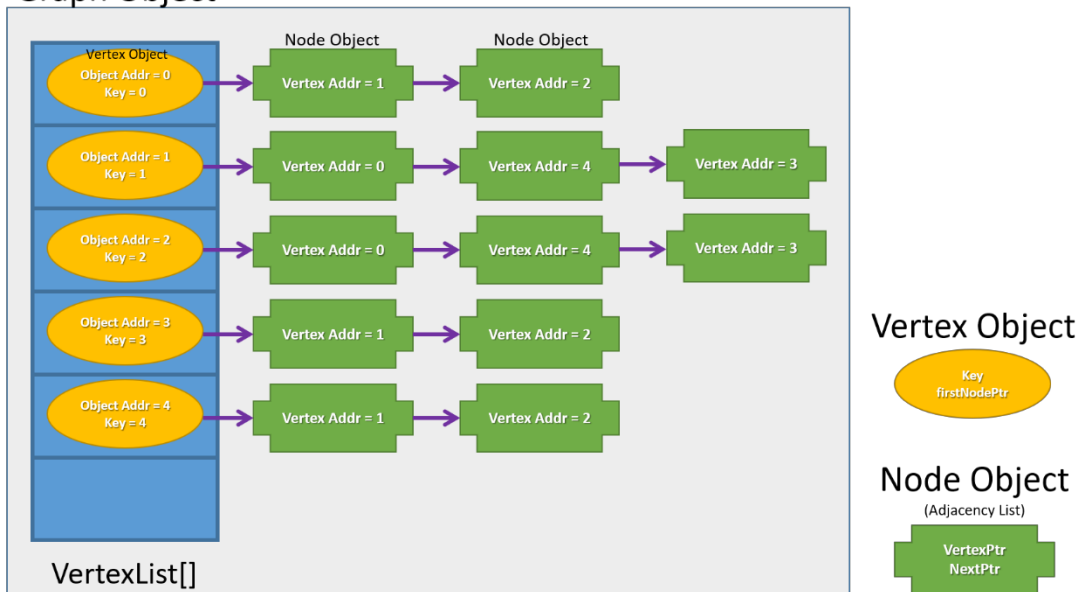 Graph Object
Vertex Object
Object Addr = 0
Key = 0
Node Object
Vertex Addr = 1
Node Object
Vertex Addr = 2
Object Addr = 1
Key = 1
Vertex Addr = 0
Vertex Addr = 4
Vertex Addr = 3
Object Addr = 2
Key = 2
Vertex Addr = 0
Vertex Addr = 4
Vertex Addr = 3
Object Addr = 3
Key = 3
Vertex Addr = 1
Vertex Addr = 2
Object Addr = 4
Key = 4
Vertex Addr = 1
Vertex Addr = 2
VertexList[]
Vertex Object
Key
firstNodePtr
Node Object
(Adjacency List)
VertexPtr
NextPtr